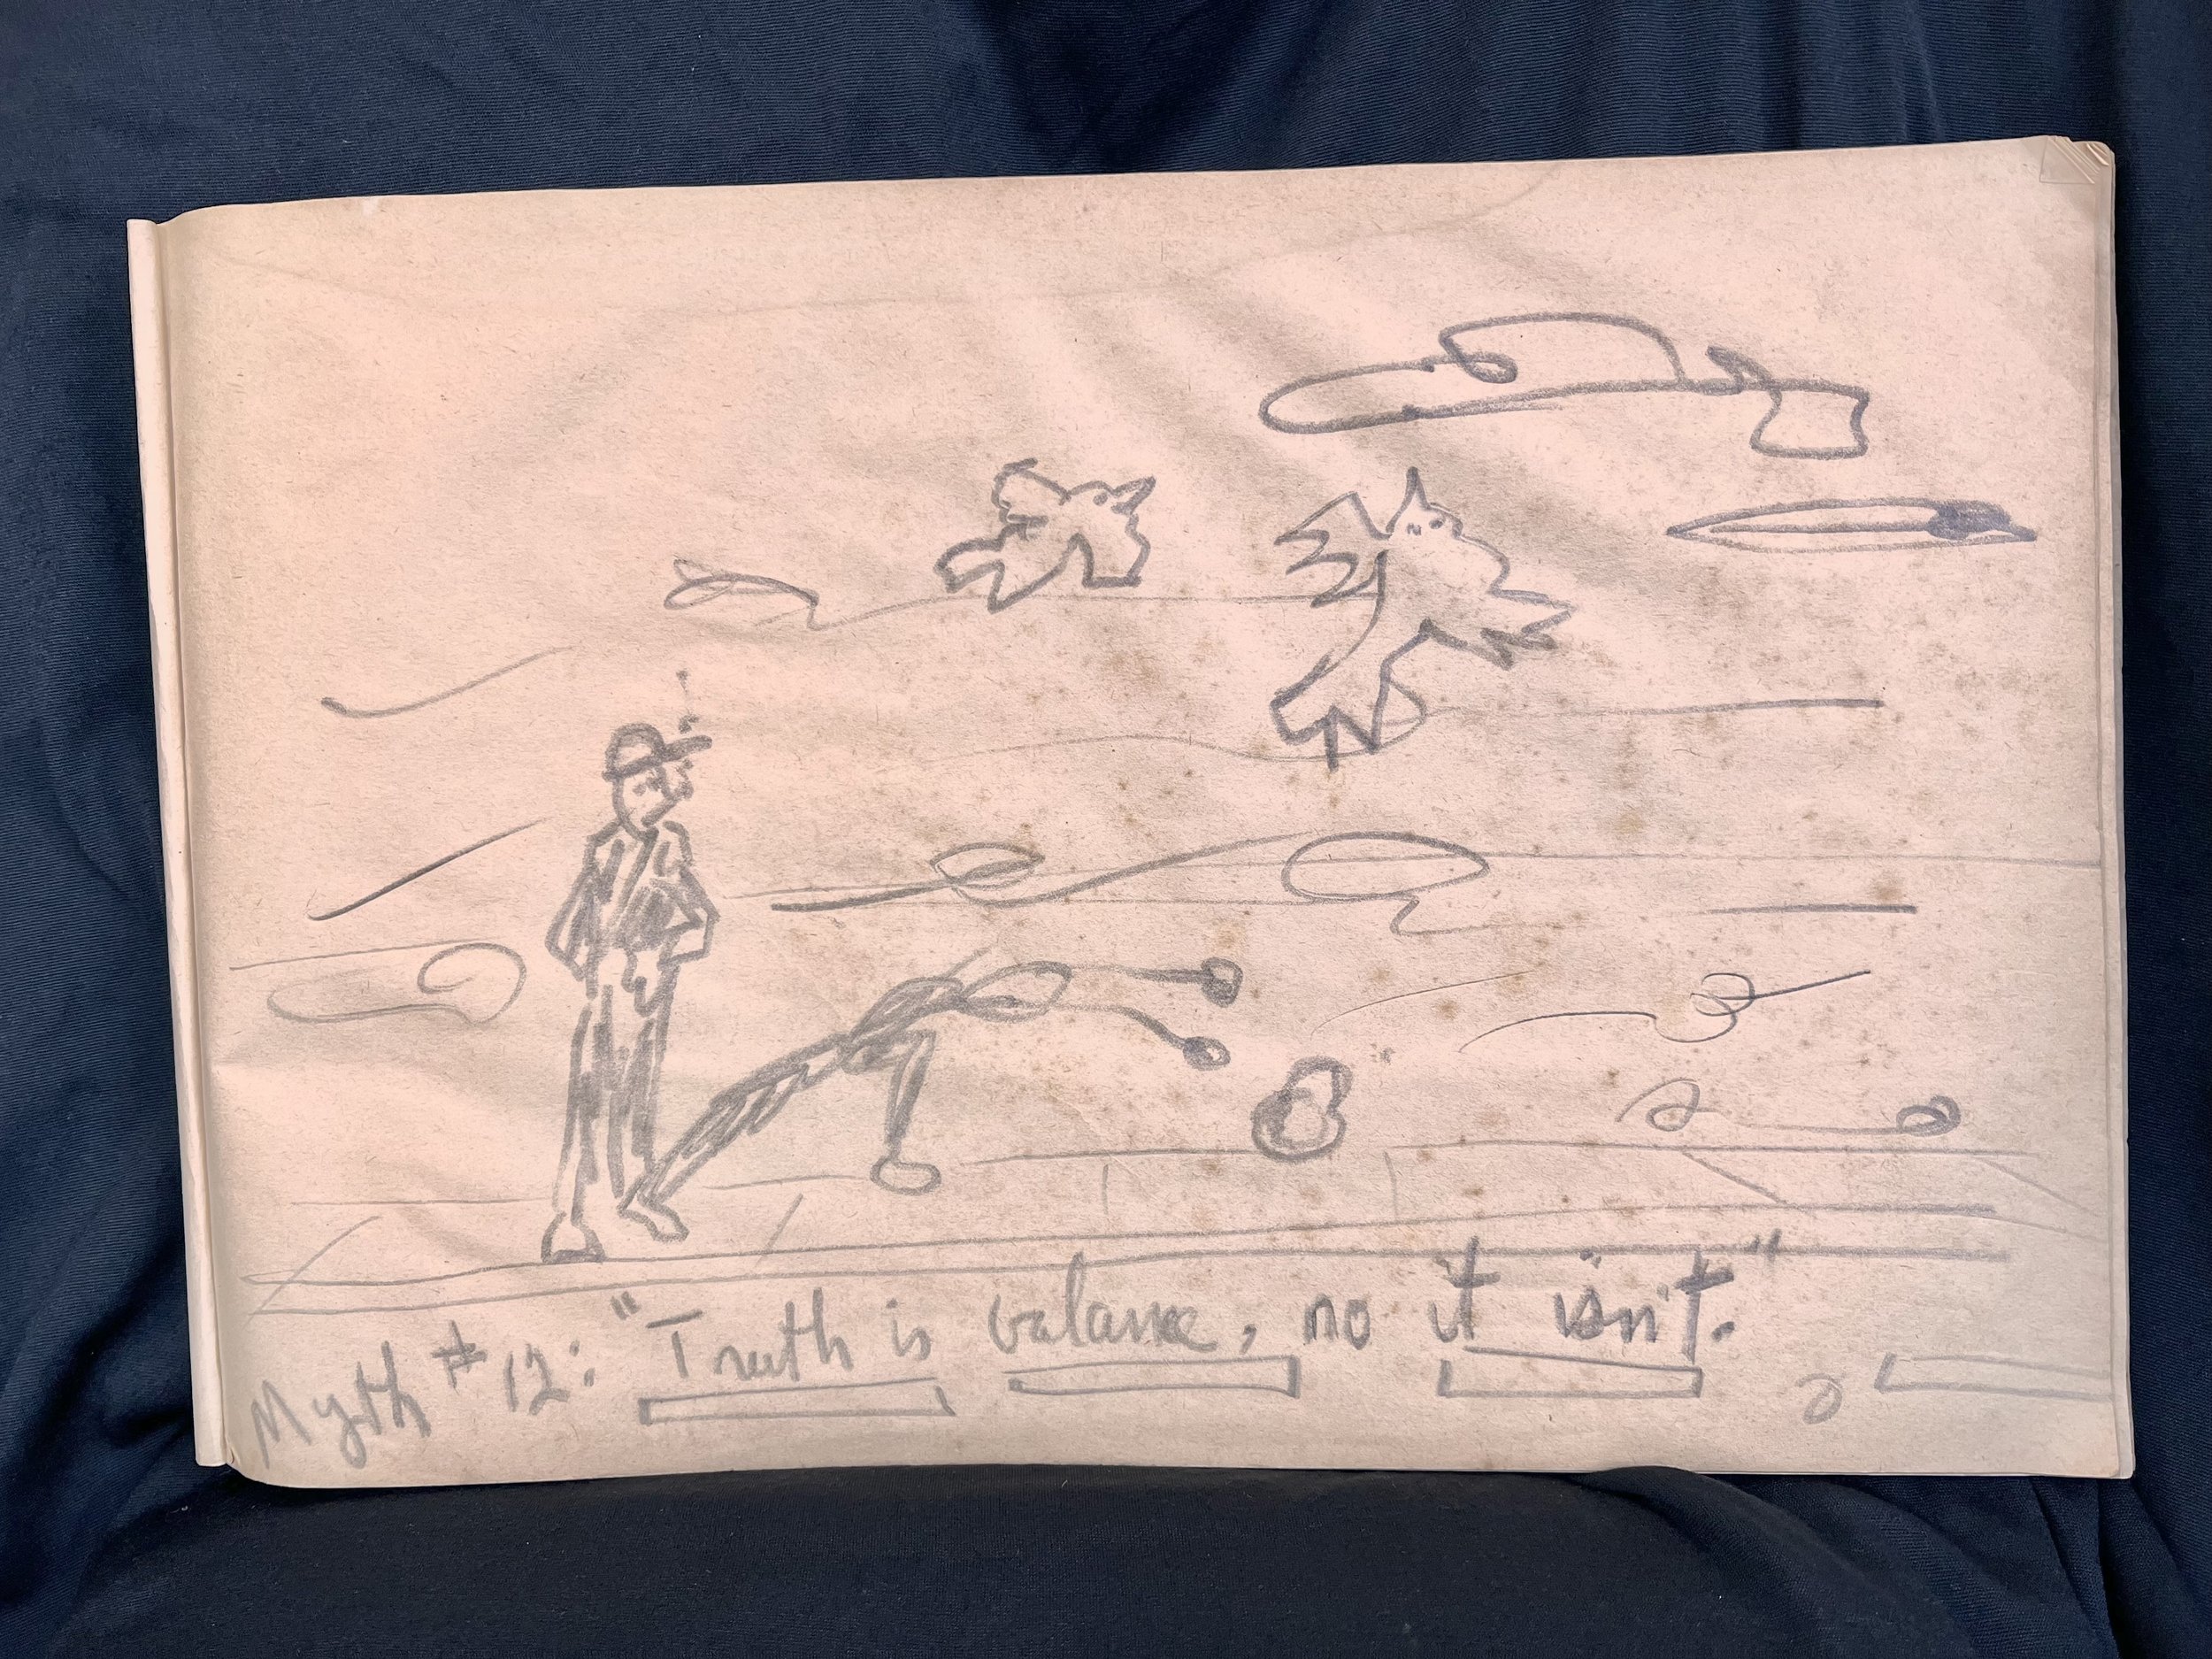 Myth # 12: "Truth is balance, no it isn't."